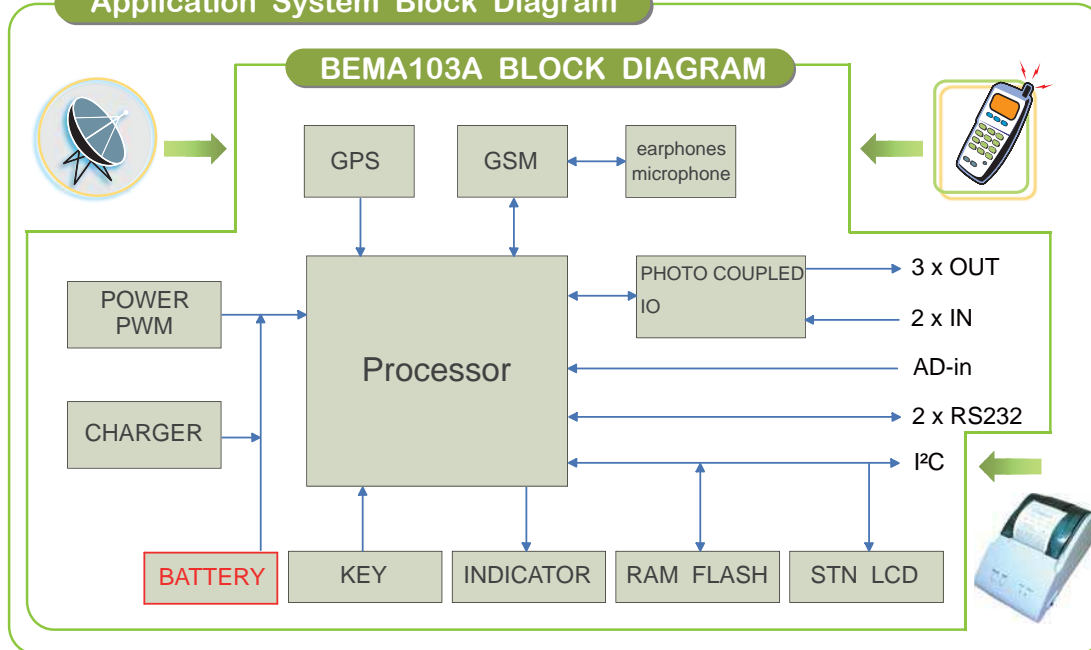 Application System Block Diagram
BEMA103A BLOCK DIAGRAM
GPS
GSM
earphones
microphone
POWER
PWM
Processor
PHOTO COUPLED
IO
3 x OUT
2 x IN
AD-in
CHARGER
2 x RS232
I²C
BATTERY
KEY
INDICATOR
RAM FLASH
STN LCD